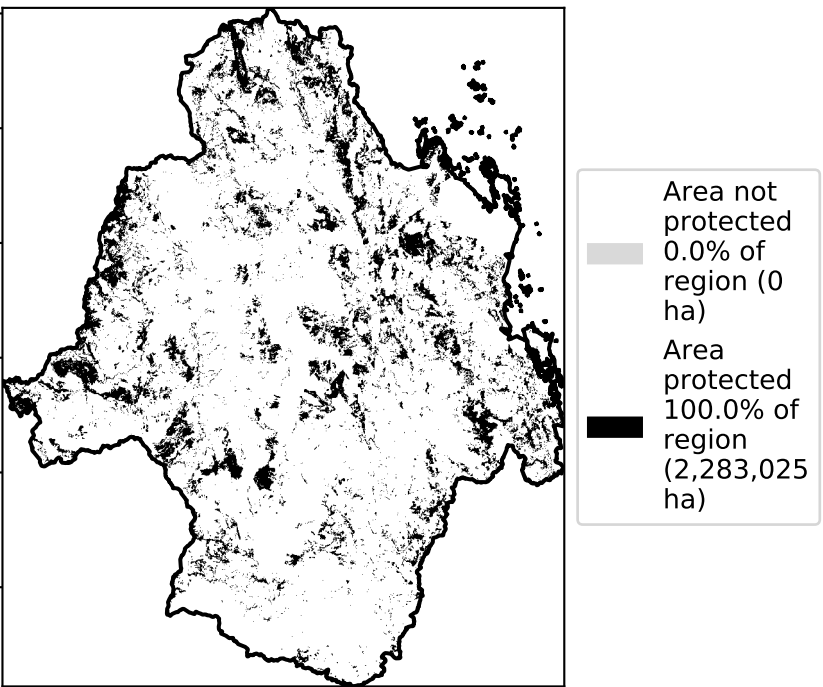 Area not
protected
0.0% of
region (0
ha)
Area
protected
100.0% of
region
(2,283,025
ha)